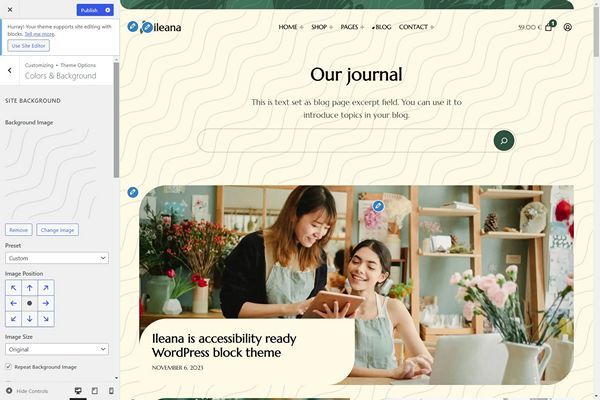 Publish
Hurray! Your theme supports site editing with blocks. Tell me more.
Use Site Editor
Customizing • Theme Options
Colors & Background
SITE BACKGROUND
Background Image
Remove
Change image
Preset
Custom
Image Position
Image Size
Original
Repeat Background Image
Hide Controls
ileana
HOME
SHOP
PAGES
BLOG
CONTACT
59.00 €
1
Our journal
This is text set as blog page excerpt field. You can use it to
introduce topics in your blog.
Ileana is accessibility ready
WordPress block theme
NOVEMBER 6, 2023